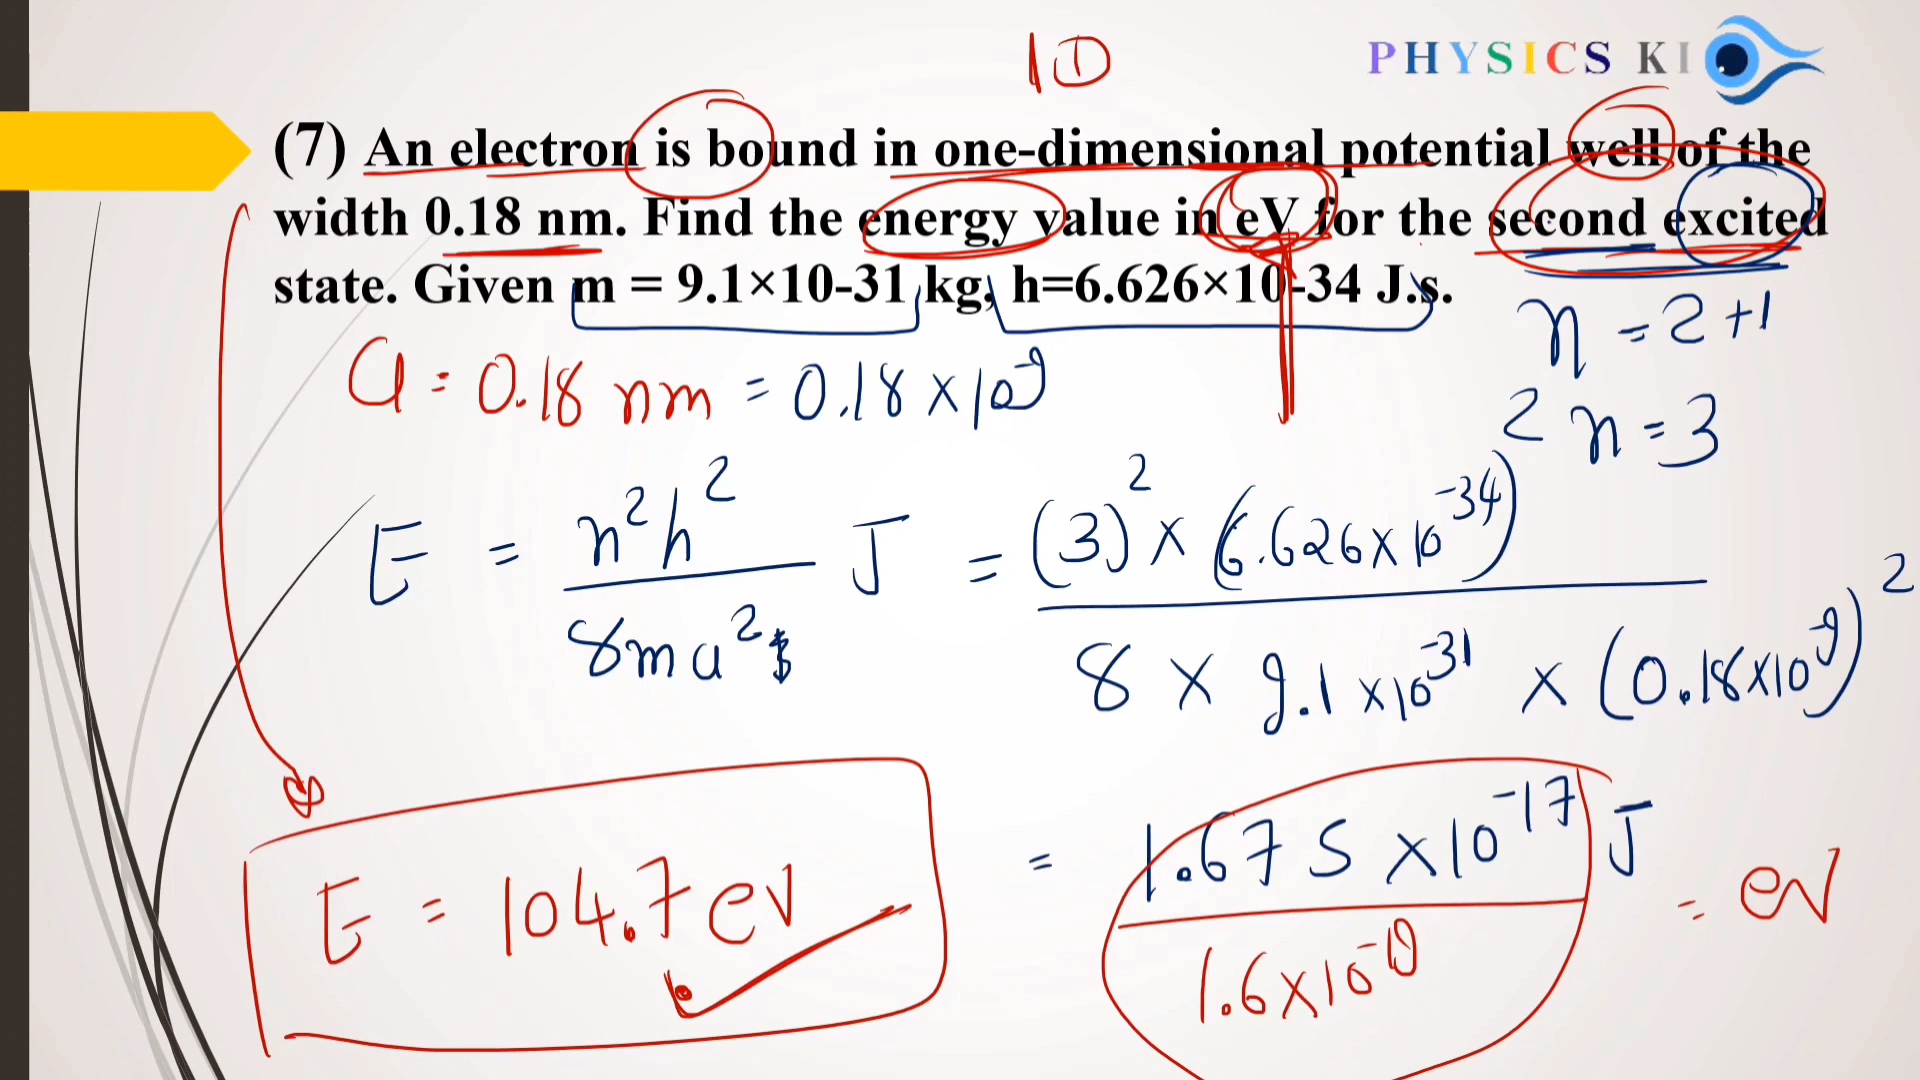 1D
PHYSICS KI
(7) An electron is bound in one-dimensional potential well of the
width 0.18 nm. Find the energy value in eV for the second excited
state. Given m = 9.1×10-31 kg, h=6.626×10-34 J.s.
n = 2 +1
a = 0.18 nm = 0.18 × 10^-9
n = 3
E = n²h² / 8ma² J = (3)² × (6.626 × 10^-34)² / 8 × 9.1 × 10^-31 × (0.18×10^-9)²
= 1.675 × 10^-17 J / 1.6×10^-19 = eV
E = 104.7 eV